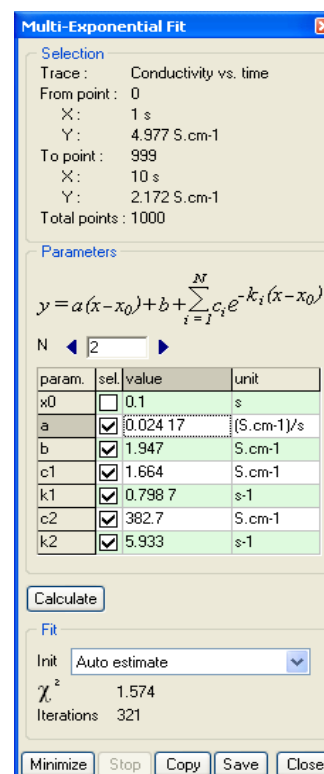 Multi-Exponential Fit
Selection
Trace : Conductivity vs. time
From point : 0
X : 1 s
Y : 4.977 S.cm-1
To point : 999
X : 10 s
Y : 2.172 S.cm-1
Total points : 1000
Parameters
y = a(x-x₀)+b+∑ᵢ₌₁ᴺ cᵢe^-kᵢ(x-x₀)
N 2
param. sel. value unit
x0 0.1 s
a 0.024 17 (S.cm-1)/s
b 1.947 S.cm-1
c1 1.664 S.cm-1
k1 0.798 7 s-1
c2 382.7 S.cm-1
k2 5.933 s-1
Calculate
Fit
Init Auto estimate
χ² 1.574
Iterations 321
Minimize Stop Copy Save Close